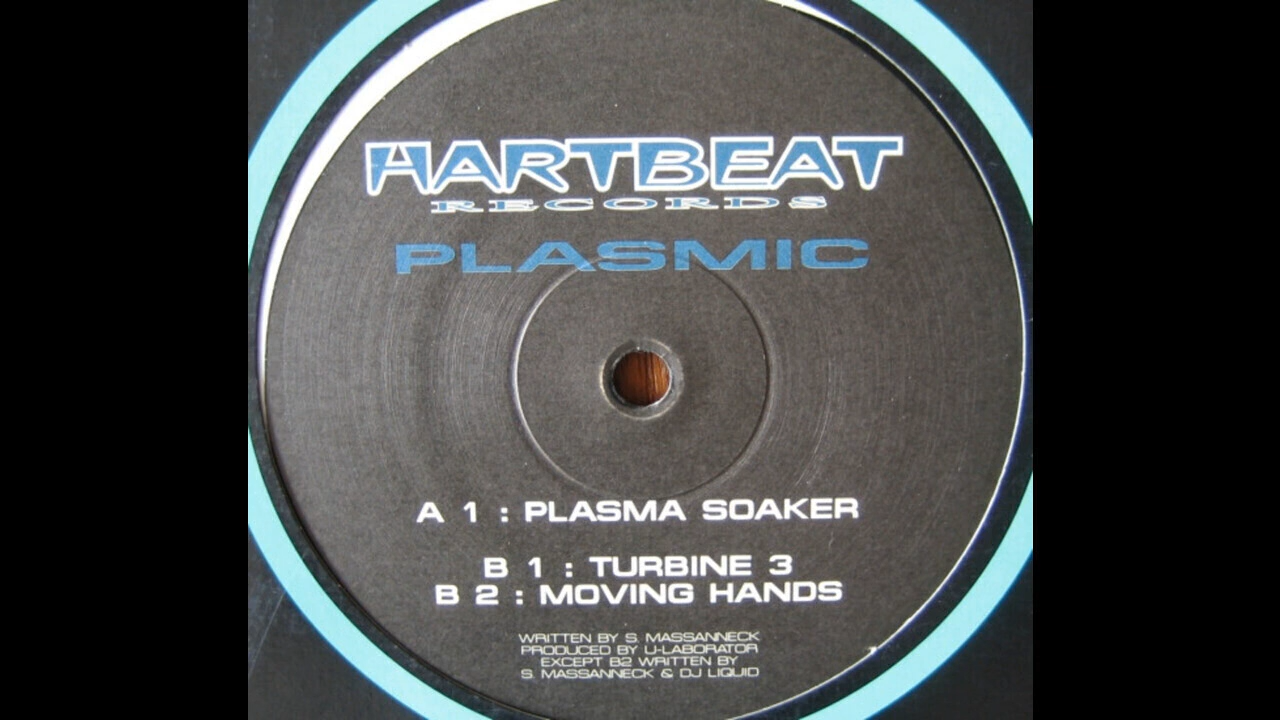 HARTBEAT
RECORDS
PLASMIC
A 1 : PLASMA SOAKER
B 1 : TURBINE 3
B 2 : MOVING HANDS
WRITTEN BY S. MASSANNECK
PRODUCED BY U-LABORATOR
EXCEPT B2 WRITTEN BY
S. MASSANNECK & DJ LIQUID